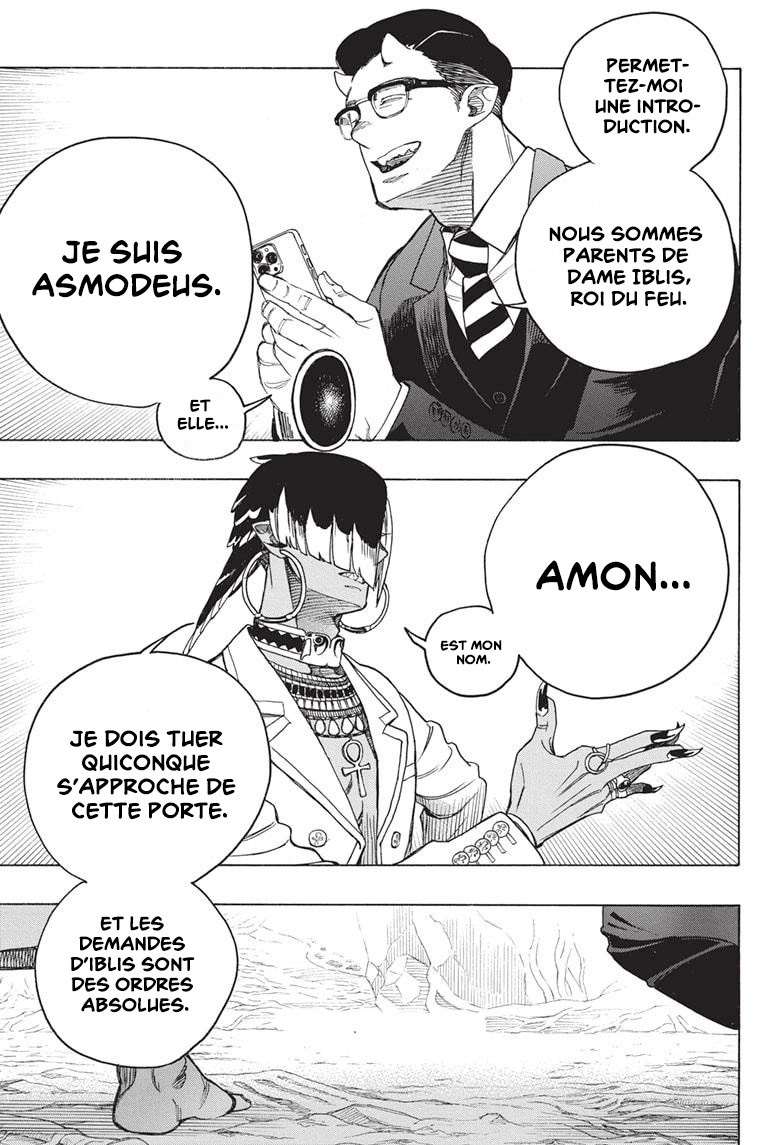 PERMET-
TEZ-MOI
UNE INTRO-
DUCTION.
NOUS SOMMES
PARENTS DE
DAME IBLIS,
ROI DU FEU.
JE SUIS
ASMODEUS.
ET
ELLE...
AMON...
EST MON
NOM.
JE DOIS TUER
QUICONQUE
S'APPROCHE DE
CETTE PORTE.
ET LES
DEMANDES
D'IBLIS SONT
DES ORDRES
ABSOLUES.